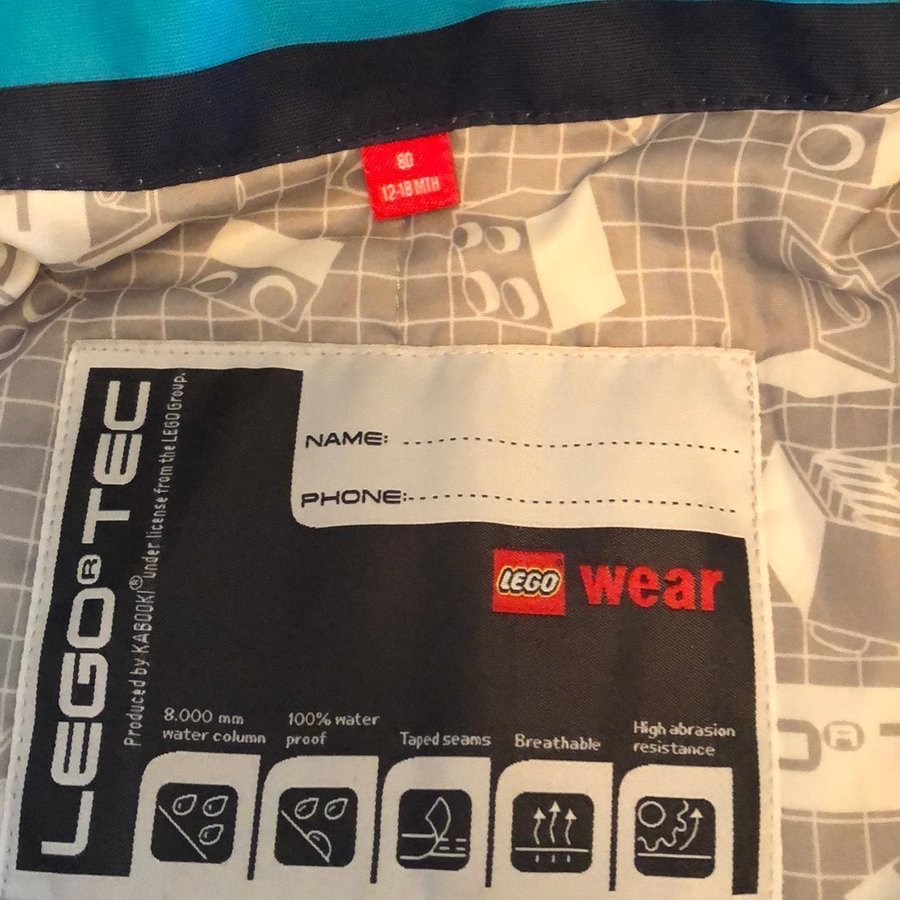 80
12-18 MTH
LEGO® TEC
Produced by KABOOKI® under license from the LEGO Group.
NAME:
PHONE:
LEGO wear
8.000 mm
water column
100% water
proof
Taped seams
Breathable
High abrasion
resistance
O® T